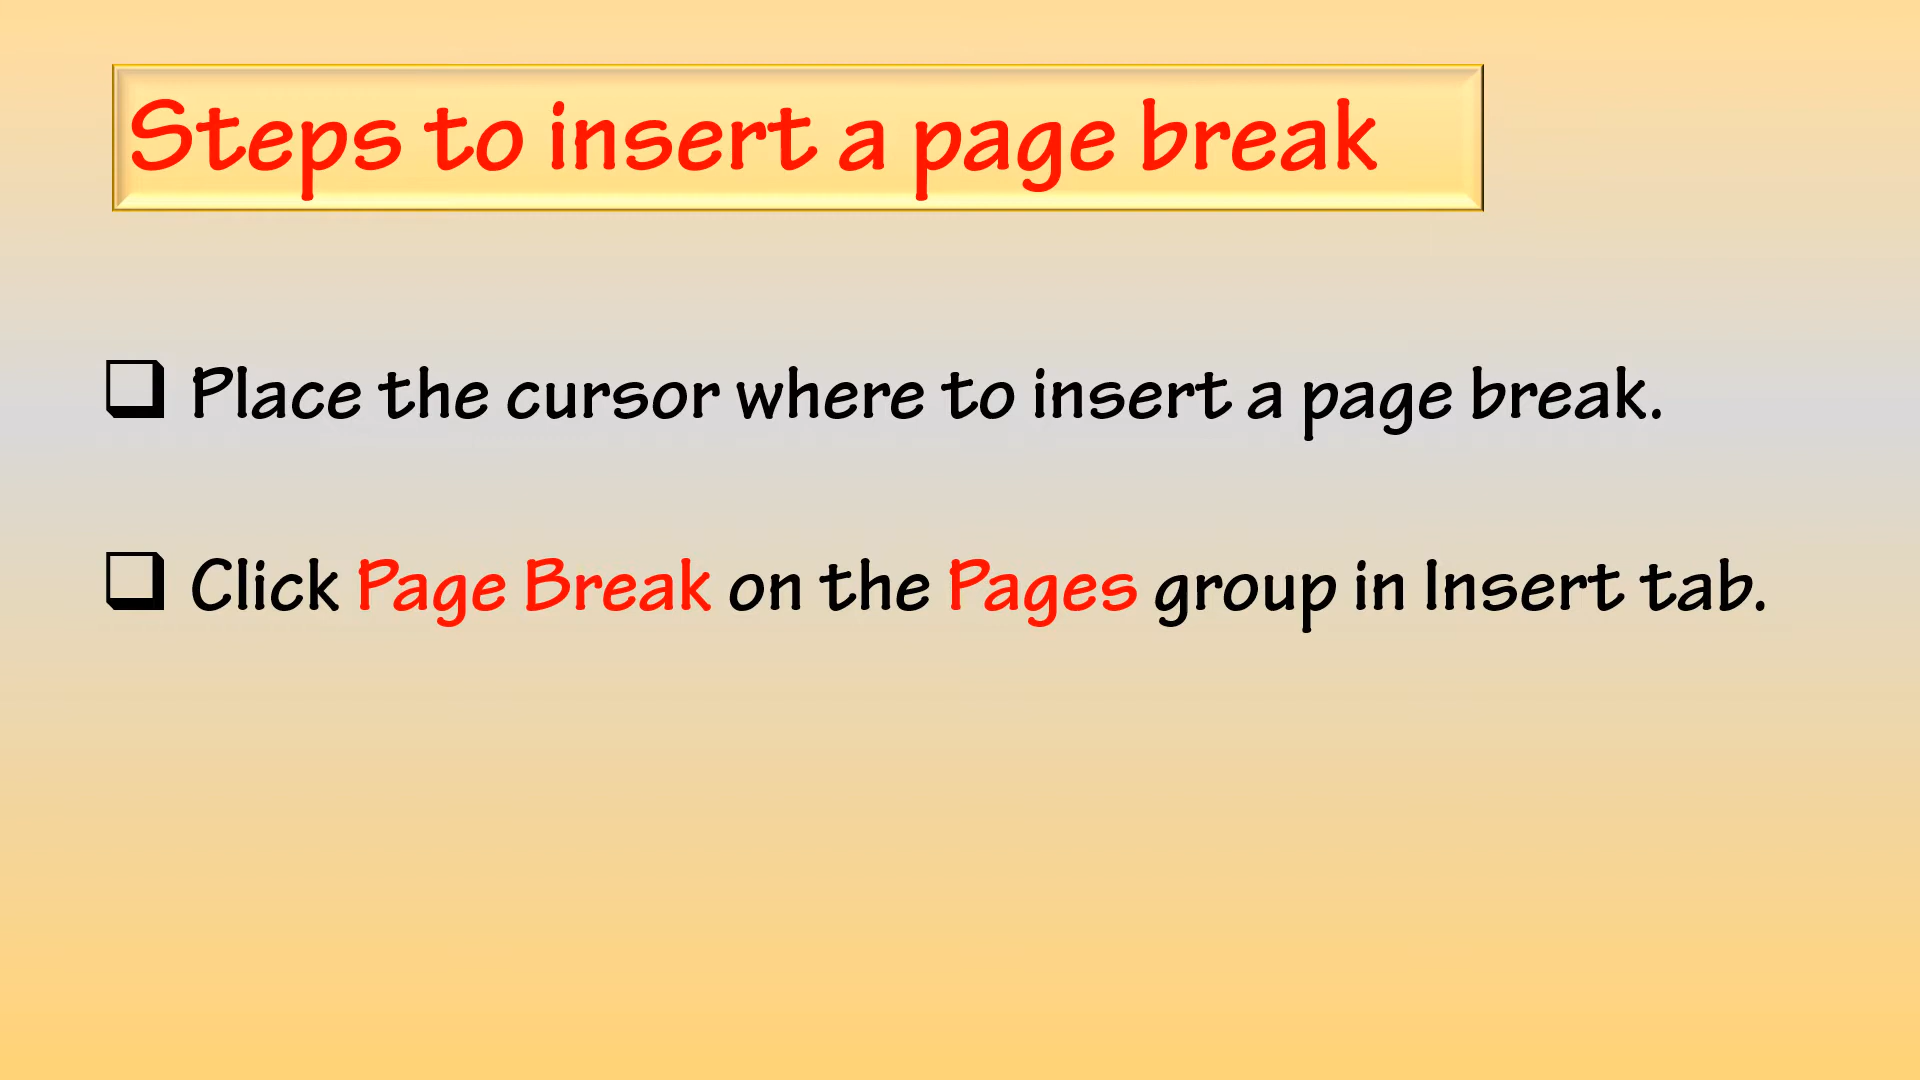 Steps to insert a page break
❑ Place the cursor where to insert a page break.
❑ Click Page Break on the Pages group in Insert tab.